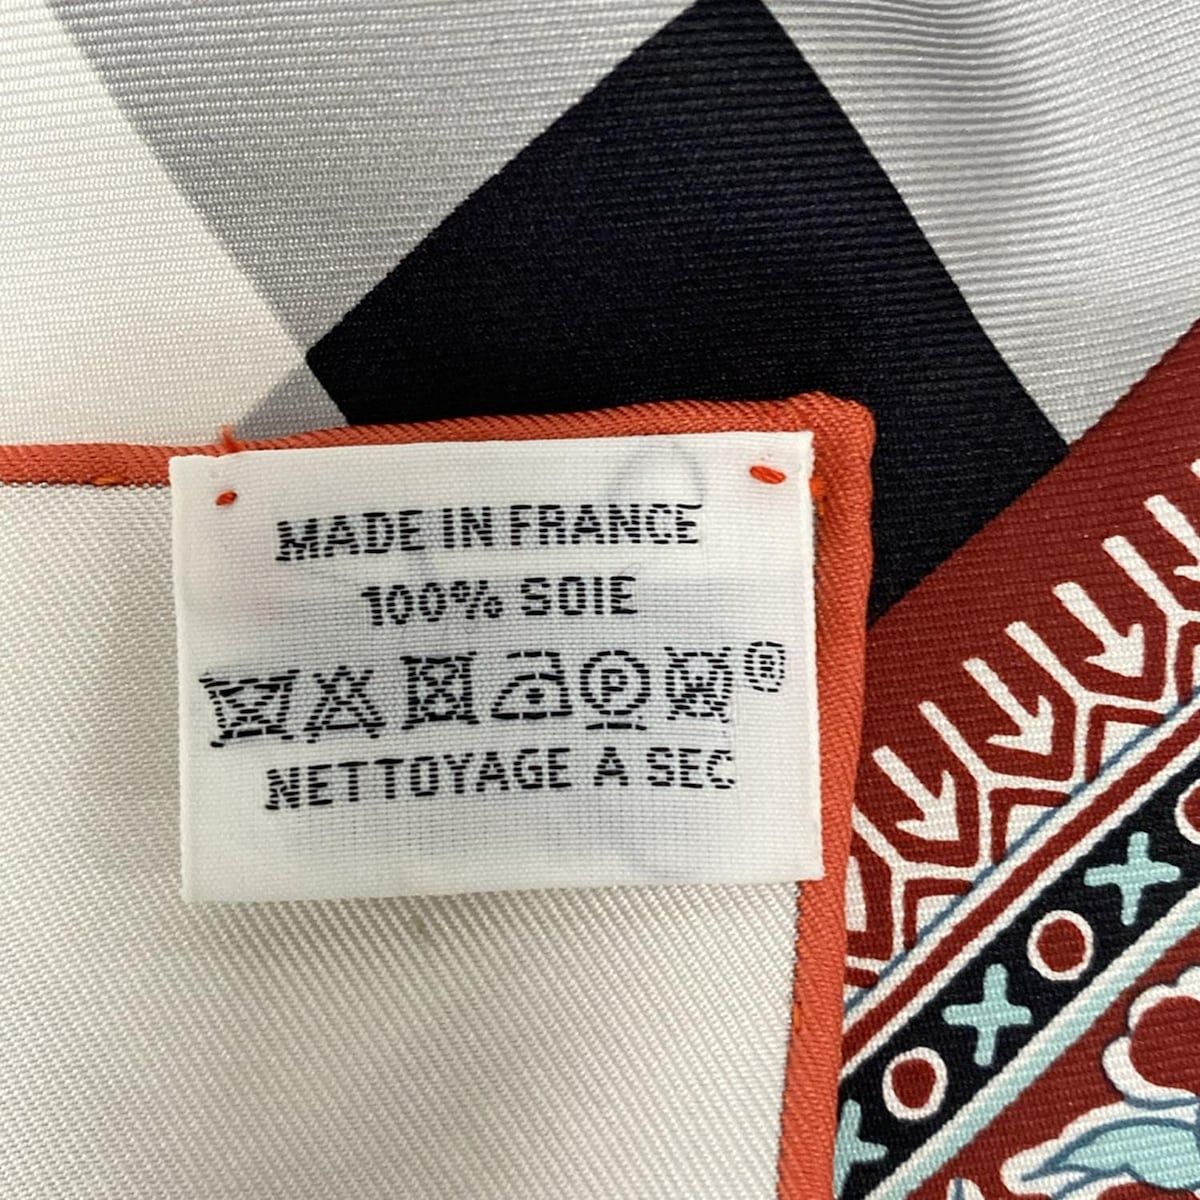 MADE IN FRANCE
100% SOIE
P W ®
NETTOYAGE A SEC